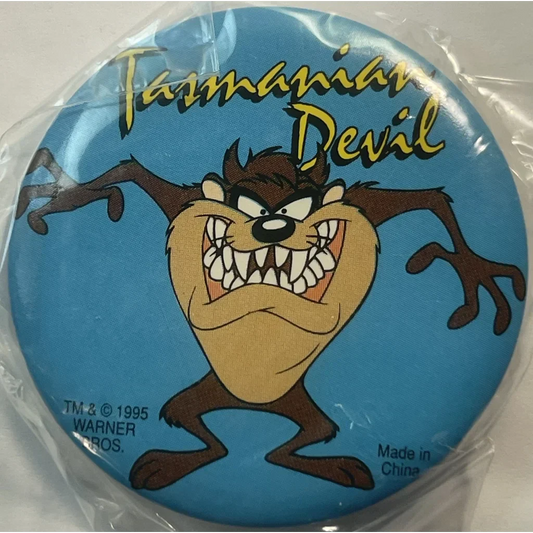 Tasmanian
Devil
TM & © 1995
WARNER
BROS.
Made in
China